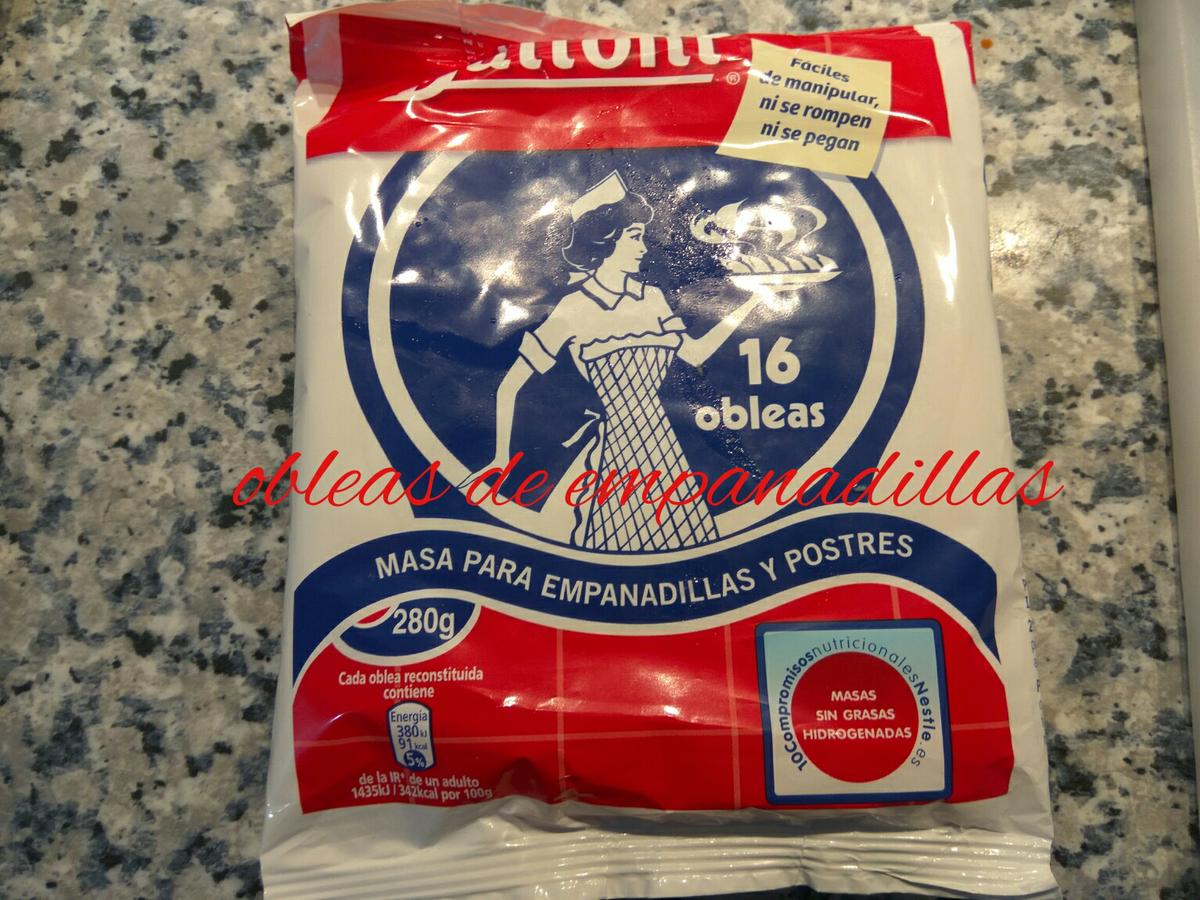 ®
Fáciles
de manipular,
ni se rompen
ni se pegan
16
obleas
obleas de empanadillas
MASA PARA EMPANADILLAS Y POSTRES
280g
Cada oblea reconstituida
contiene
Energía
380kJ
91kcal
5%
de la IR* de un adulto
1435kJ / 342kcal por 100g
10Compromisosnutricionales Nestle.es
MASAS
SIN GRASAS
HIDROGENADAS